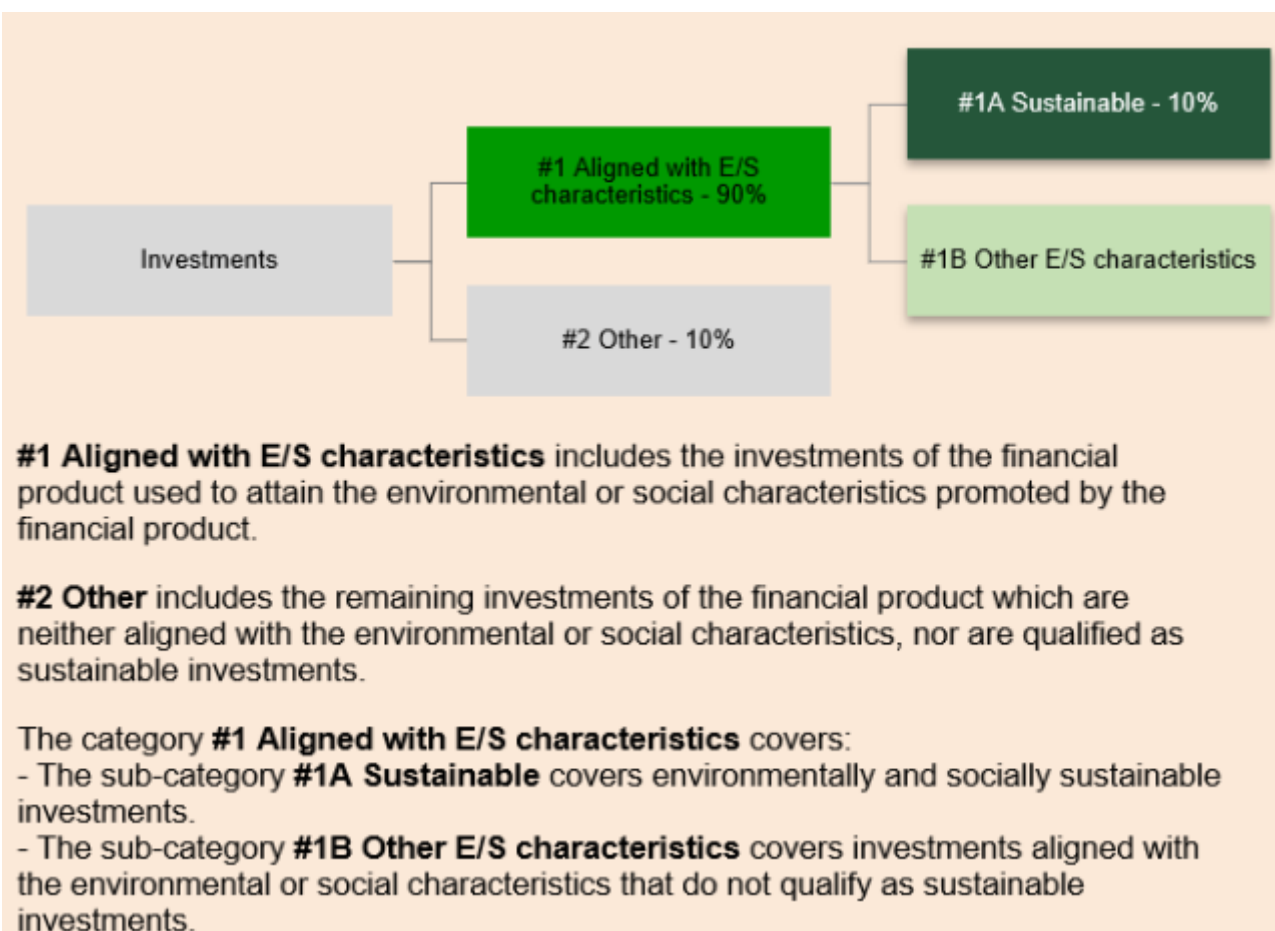 #1A Sustainable - 10%
#1 Aligned with E/S
characteristics - 90%
Investments
#1B Other E/S characteristics
#2 Other - 10%
#1 Aligned with E/S characteristics includes the investments of the financial
product used to attain the environmental or social characteristics promoted by the
financial product.
#2 Other includes the remaining investments of the financial product which are
neither aligned with the environmental or social characteristics, nor are qualified as
sustainable investments.
The category #1 Aligned with E/S characteristics covers:
- The sub-category #1A Sustainable covers environmentally and socially sustainable
investments.
- The sub-category #1B Other E/S characteristics covers investments aligned with
the environmental or social characteristics that do not qualify as sustainable
investments.